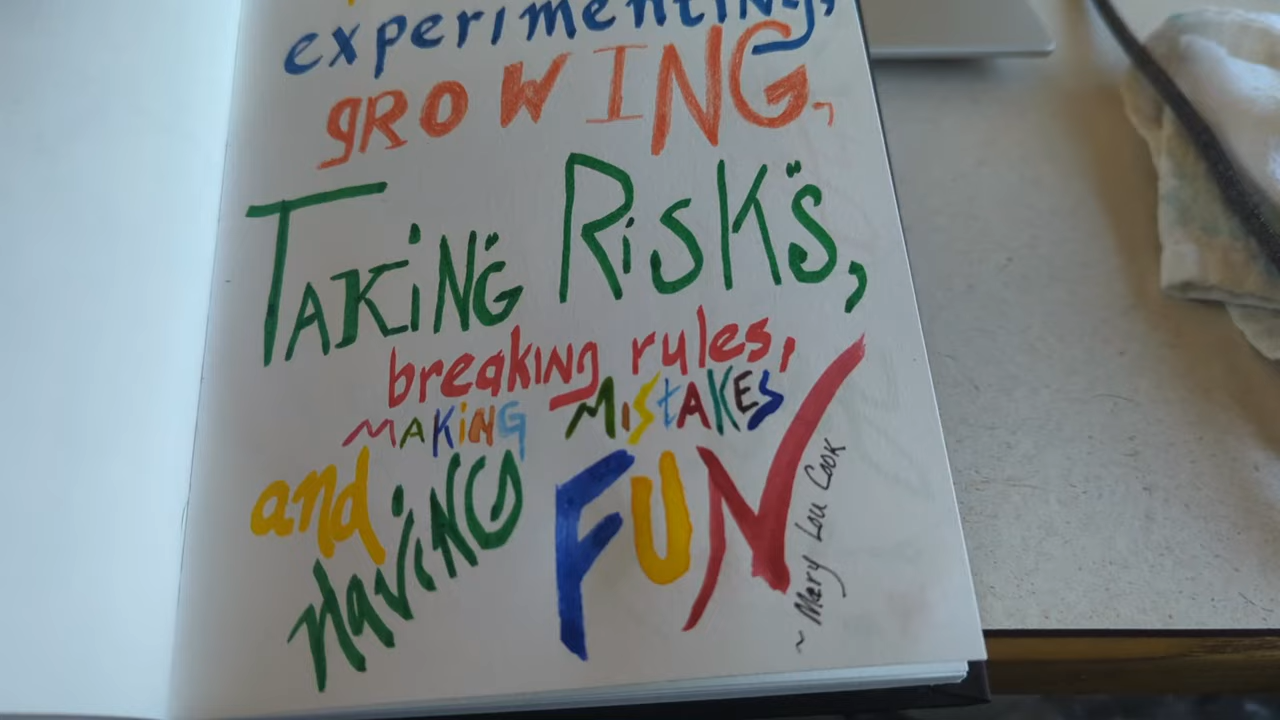 experimenting,
gROWING,
TAKiNG RiSKS,
breaking rules,
MAKiNG MiStAKES
and HaViNG FUN
~ Mary Lou Cook